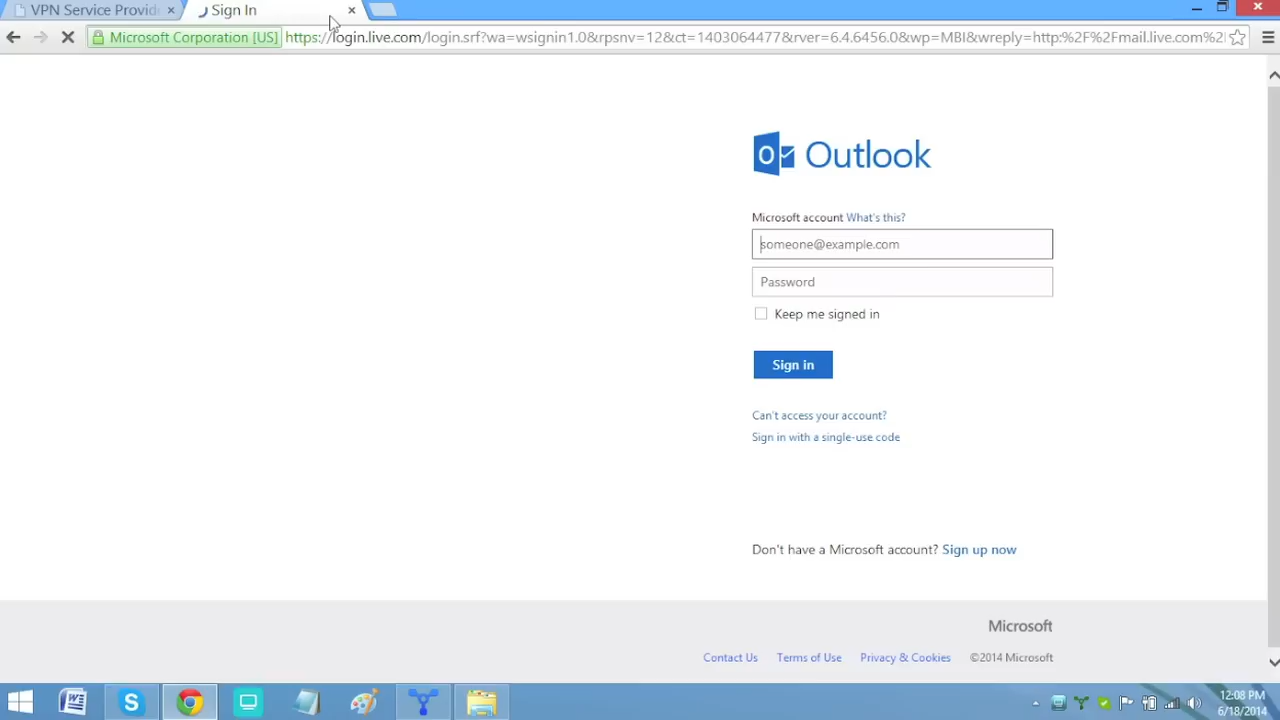 VPN Service Provid
Sign In
Microsoft Corporation [US]
https://login.live.com/login.srf?wa=wsignin1.0&rpsnv=12&ct=1403064477&rver=6.4.6456.0&wp=MBI&wreply=http:%2F%2Fmail.live.com%2
Outlook
Microsoft account What's this?
someone@example.com
Password
Keep me signed in
Sign in
Can't access your account?
Sign in with a single-use code
Don't have a Microsoft account? Sign up now
Microsoft
Contact Us Terms of Use Privacy & Cookies ©2014 Microsoft
12:08 PM
6/18/2014